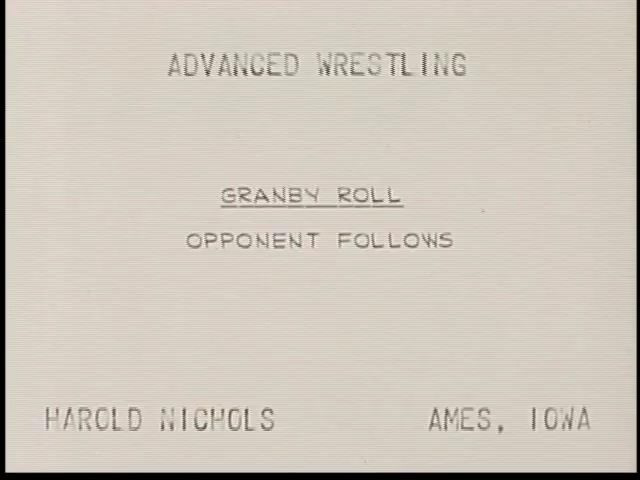 ADVANCED WRESTLING
GRANBY ROLL
OPPONENT FOLLOWS
HAROLD NICHOLS AMES, IOWA